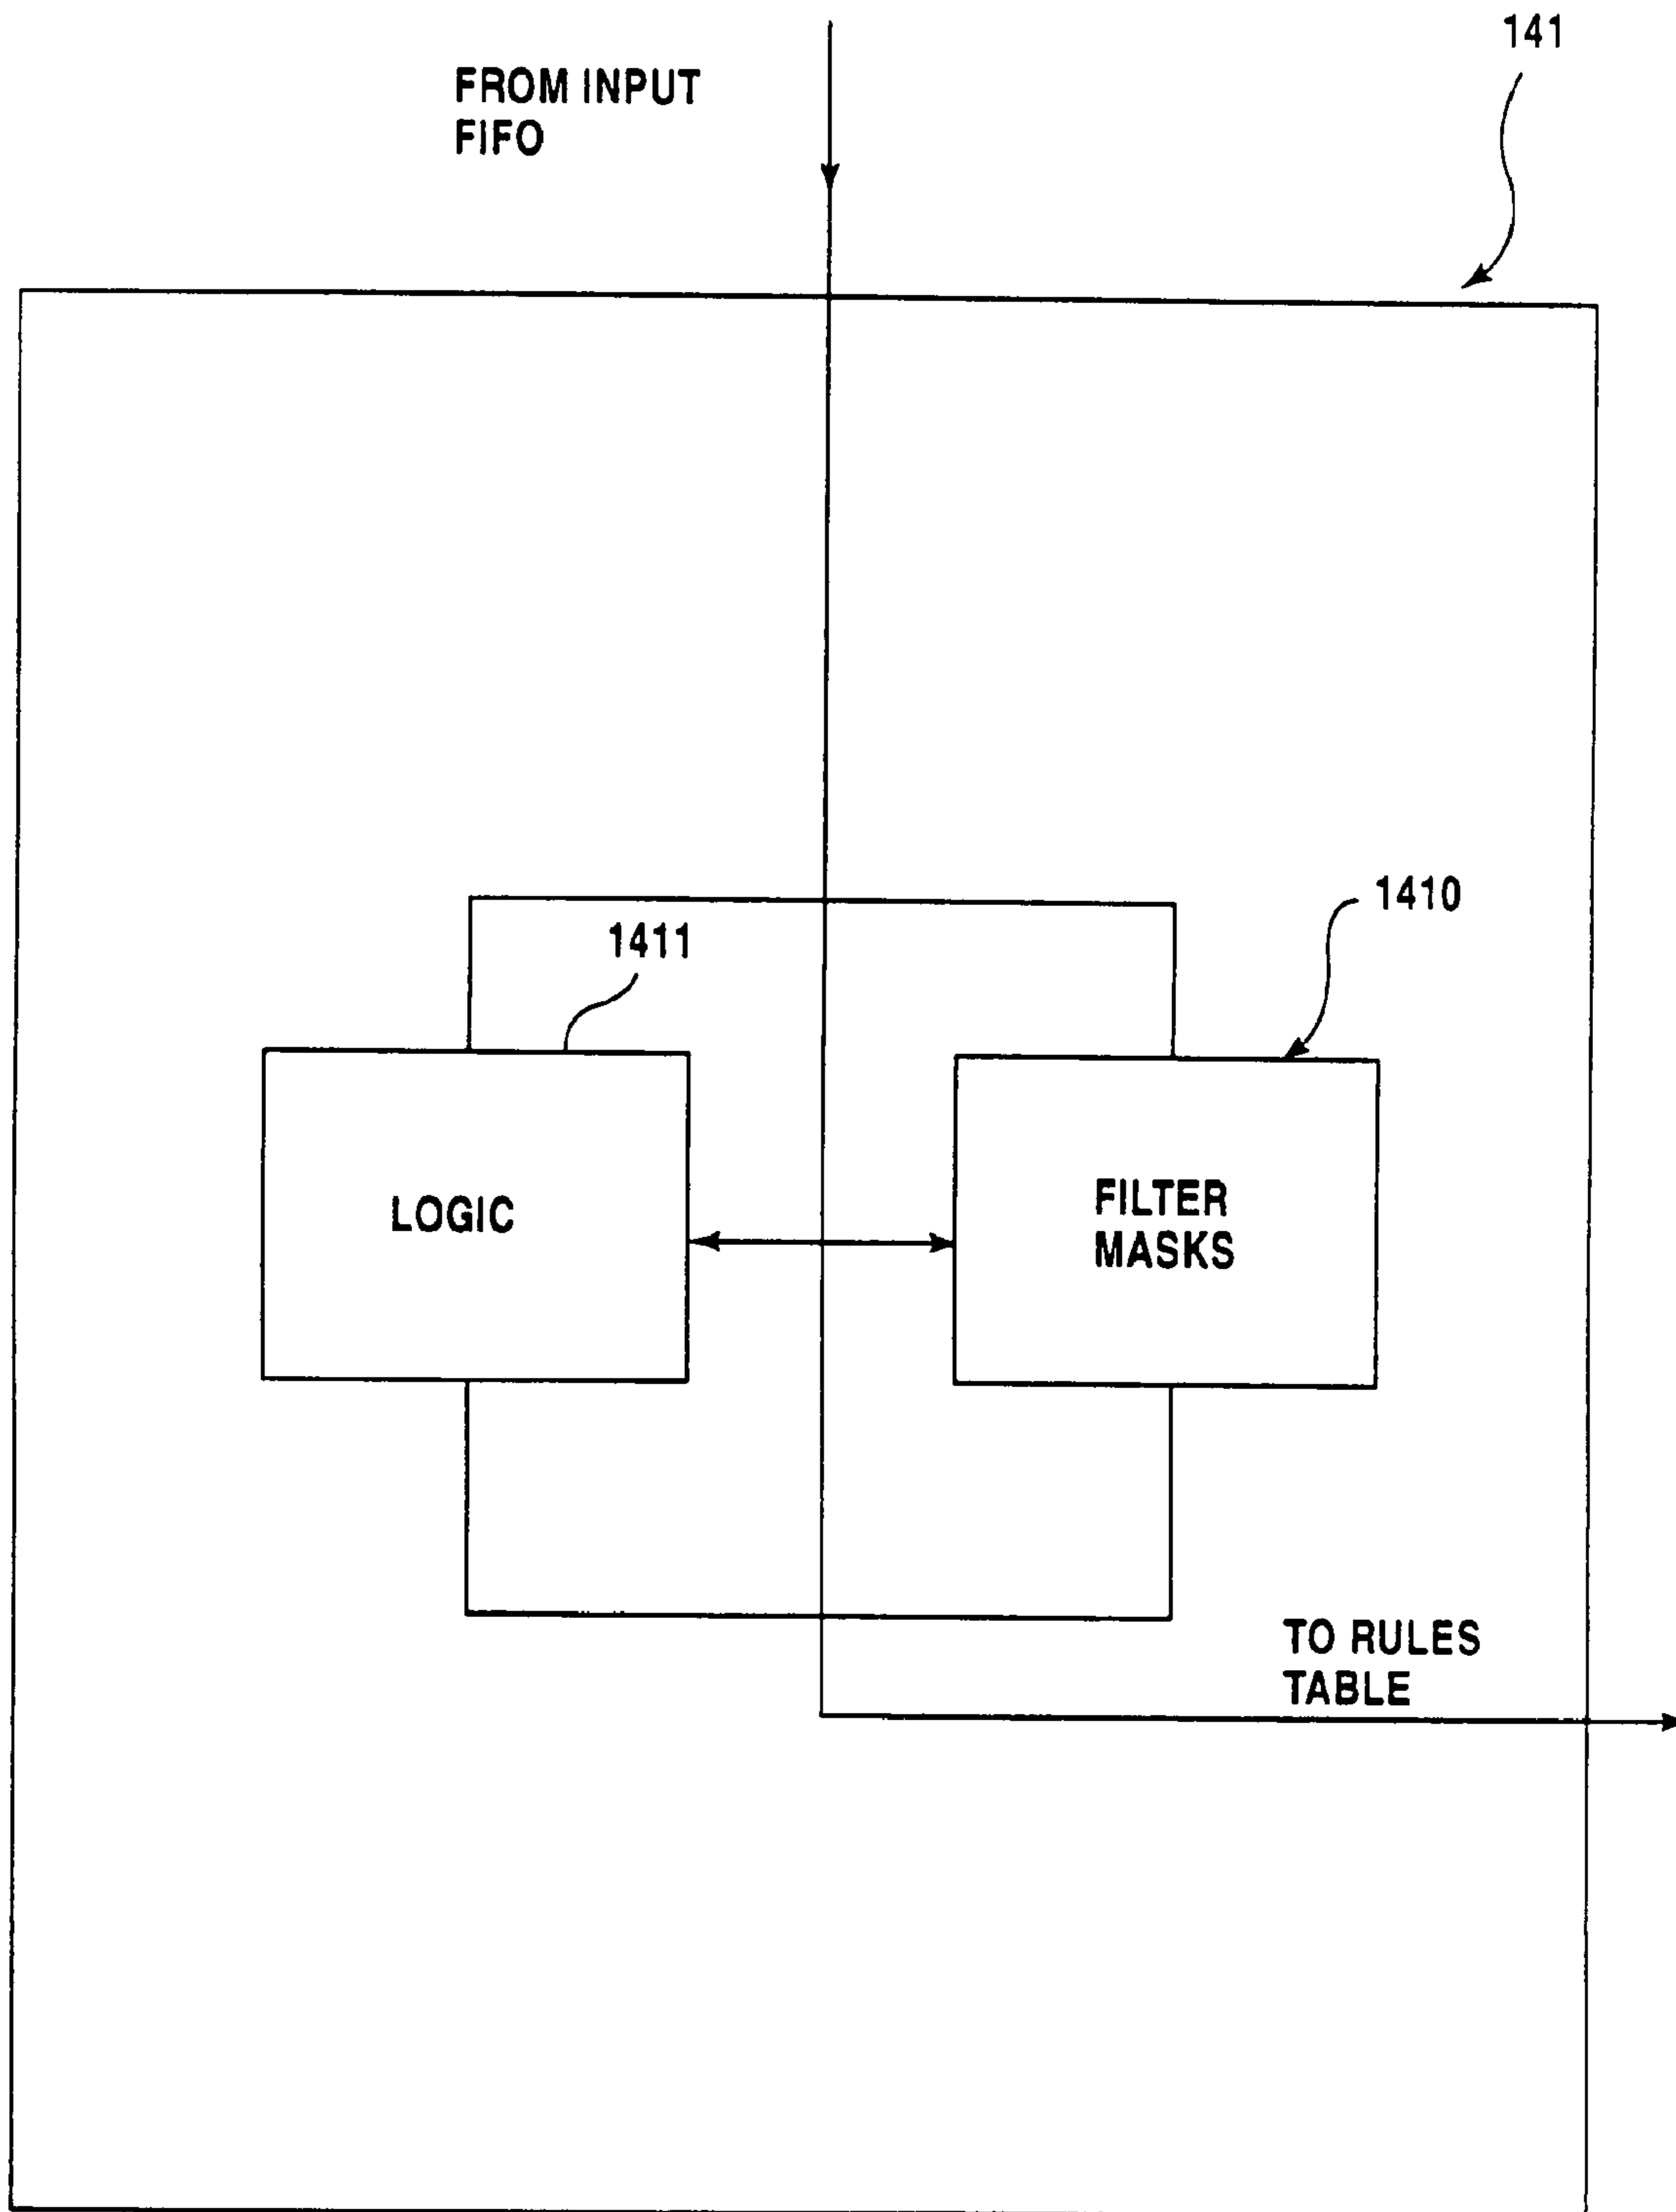 141
FROM INPUT
FIFO
1410
1411
LOGIC
FILTER
MASKS
TO RULES
TABLE